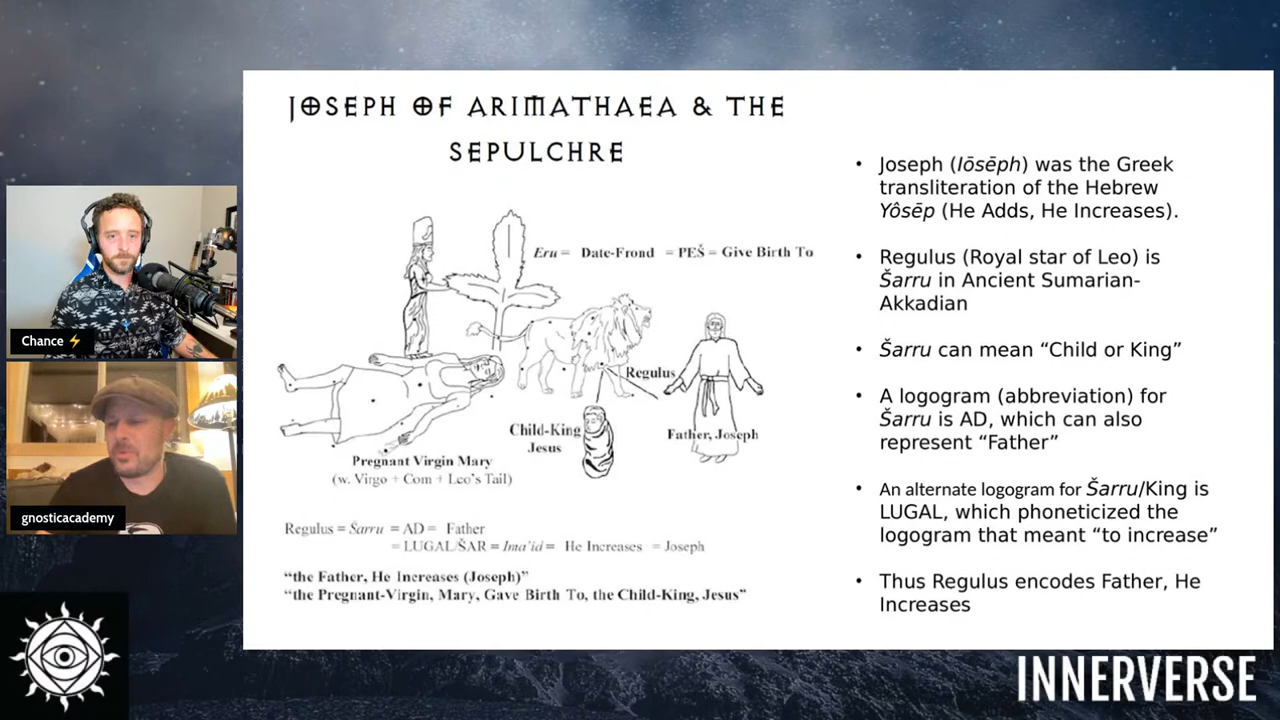 JOSEPH OF ARIMATHAEA & THE
SEPULCHRE
Eru = Date-Frond = PEŠ = Give Birth To
Regulus
Child-King
Jesus
Father, Joseph
Pregnant Virgin Mary
(w. Virgo + Com + Leo's Tail)
Regulus = Šarru = AD = Father
= LUGAL/ŠAR = Ima'id = He Increases = Joseph
“the Father, He Increases (Joseph)”
“the Pregnant-Virgin, Mary, Gave Birth To, the Child-King, Jesus”
• Joseph (Iōsēph) was the Greek
transliteration of the Hebrew
Yôsēp (He Adds, He Increases).
• Regulus (Royal star of Leo) is
Šarru in Ancient Sumarian-
Akkadian
• Šarru can mean “Child or King”
• A logogram (abbreviation) for
Šarru is AD, which can also
represent “Father”
• An alternate logogram for Šarru/King is
LUGAL, which phoneticized the
logogram that meant “to increase”
• Thus Regulus encodes Father, He
Increases
Chance ⚡
gnosticacademy
INNERVERSE